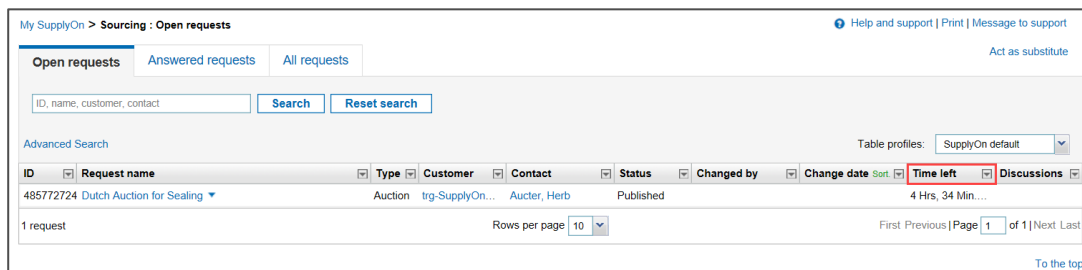 My SupplyOn > Sourcing : Open requests
Help and support | Print | Message to support
Open requests
Answered requests
All requests
Act as substitute
ID, name, customer, contact
Search
Reset search
Advanced Search
Table profiles: SupplyOn default
ID Request name Type Customer Contact Status Changed by Change date Sort. Time left Discussions
485772724 Dutch Auction for Sealing Auction trg-SupplyOn... Aucter, Herb Published 4 Hrs, 34 Min....
1 request Rows per page 10 First Previous | Page 1 of 1 | Next Last
To the top